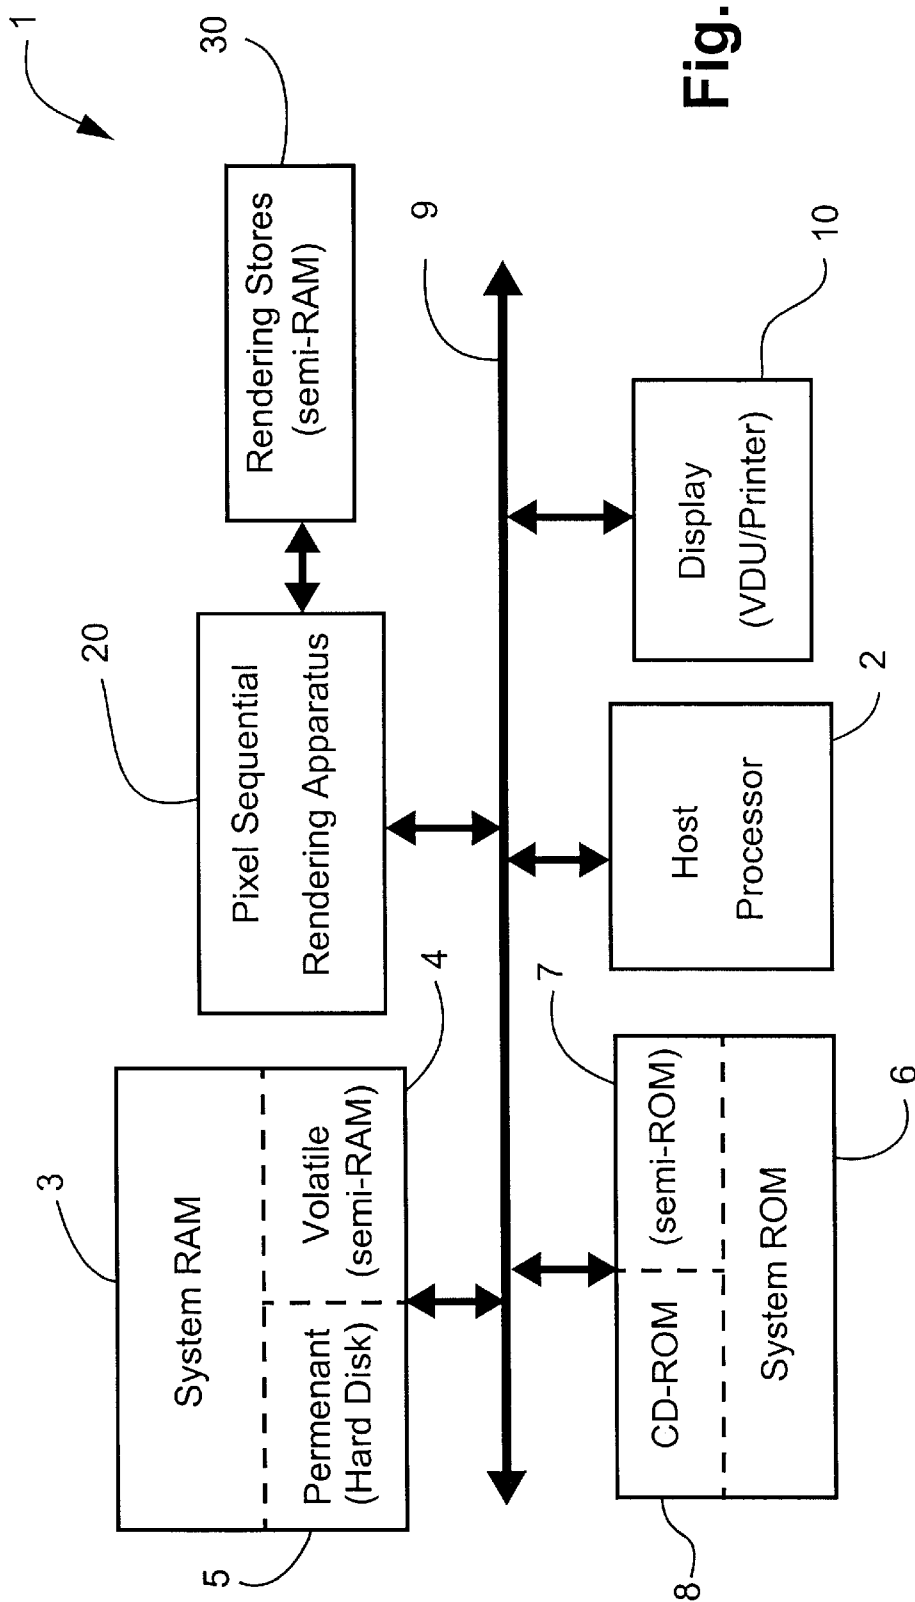 1
3
System RAM
Permenant
(Hard Disk)
Volatile
(semi-RAM)
5
4
20
Pixel Sequential
Rendering Apparatus
30
Rendering Stores
(semi-RAM)
9
7
CD-ROM
(semi-ROM)
System ROM
8
6
Host
Processor
2
Display
(VDU/Printer)
10
Fig.